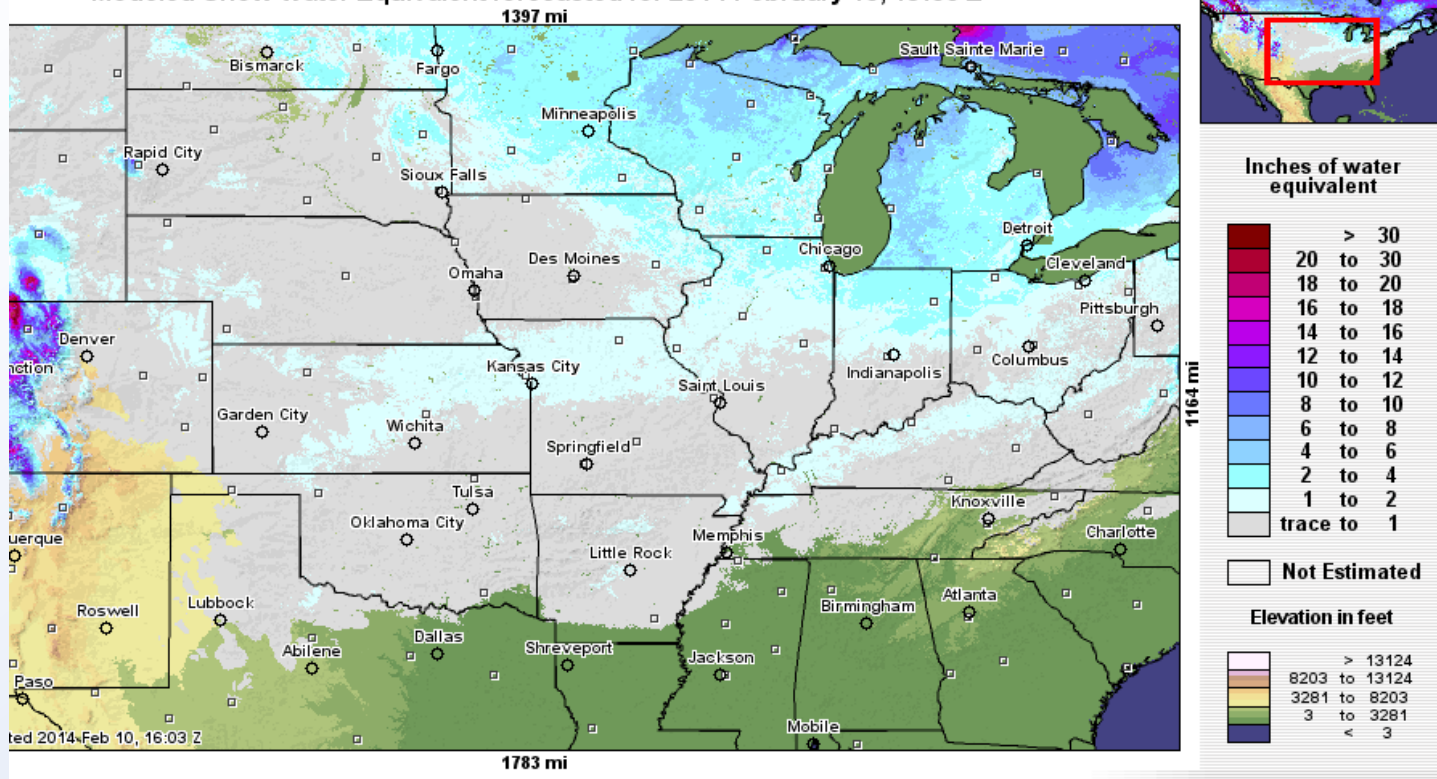 1397 mi
Bismarck
Fargo
Sault Sainte Marie
Minneapolis
Rapid City
Sioux Falls
Detroit
Chicago
Cleveland
Des Moines
Omaha
Pittsburgh
Denver
nction
Kansas City
Columbus
Indianapolis
Saint Louis
Garden City
Wichita
Springfield
1164 mi
Tulsa
Knoxville
Oklahoma City
Charlotte
Memphis
uerque
Little Rock
Roswell
Lubbock
Birmingham
Atlanta
Dallas
Abilene
Shreveport
Jackson
Paso
Mobile
ted 2014 Feb 10, 16:03 Z
1783 mi
Inches of water
equivalent
> 30
20 to 30
18 to 20
16 to 18
14 to 16
12 to 14
10 to 12
8 to 10
6 to 8
4 to 6
2 to 4
1 to 2
trace to 1
Not Estimated
Elevation in feet
> 13124
8203 to 13124
3281 to 8203
3 to 3281
< 3